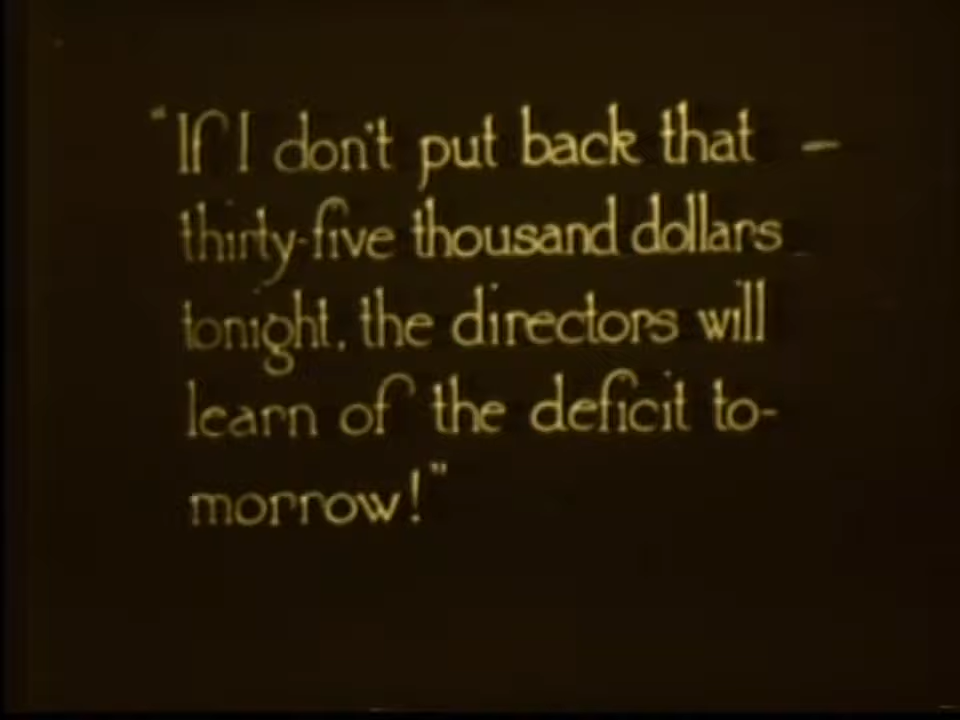 "If I don't put back that —
thirty-five thousand dollars
tonight, the directors will
learn of the deficit to-
morrow!"